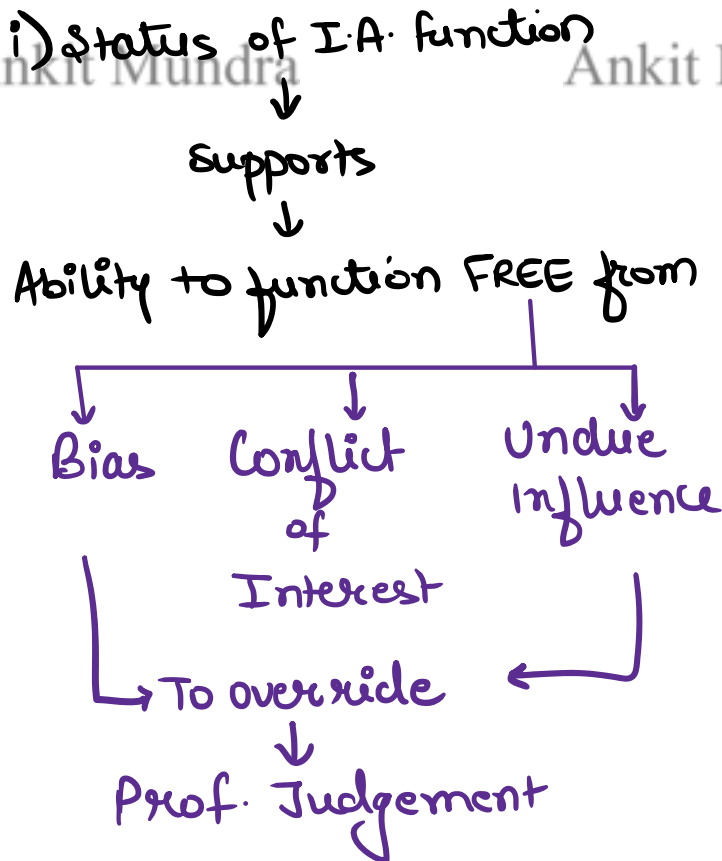 i) Status of I.A. function
Ankit Mundra Ankit
↓
Supports
↓
Ability to function FREE from
Bias Conflict of Interest Undue Influence
→ To override ←
↓
Prof. Judgement